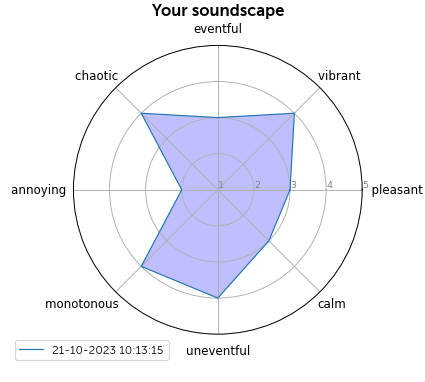 Your soundscape
eventful
chaotic
vibrant
annoying
1
2
3
4
5
pleasant
monotonous
calm
21-10-2023 10:13:15
uneventful